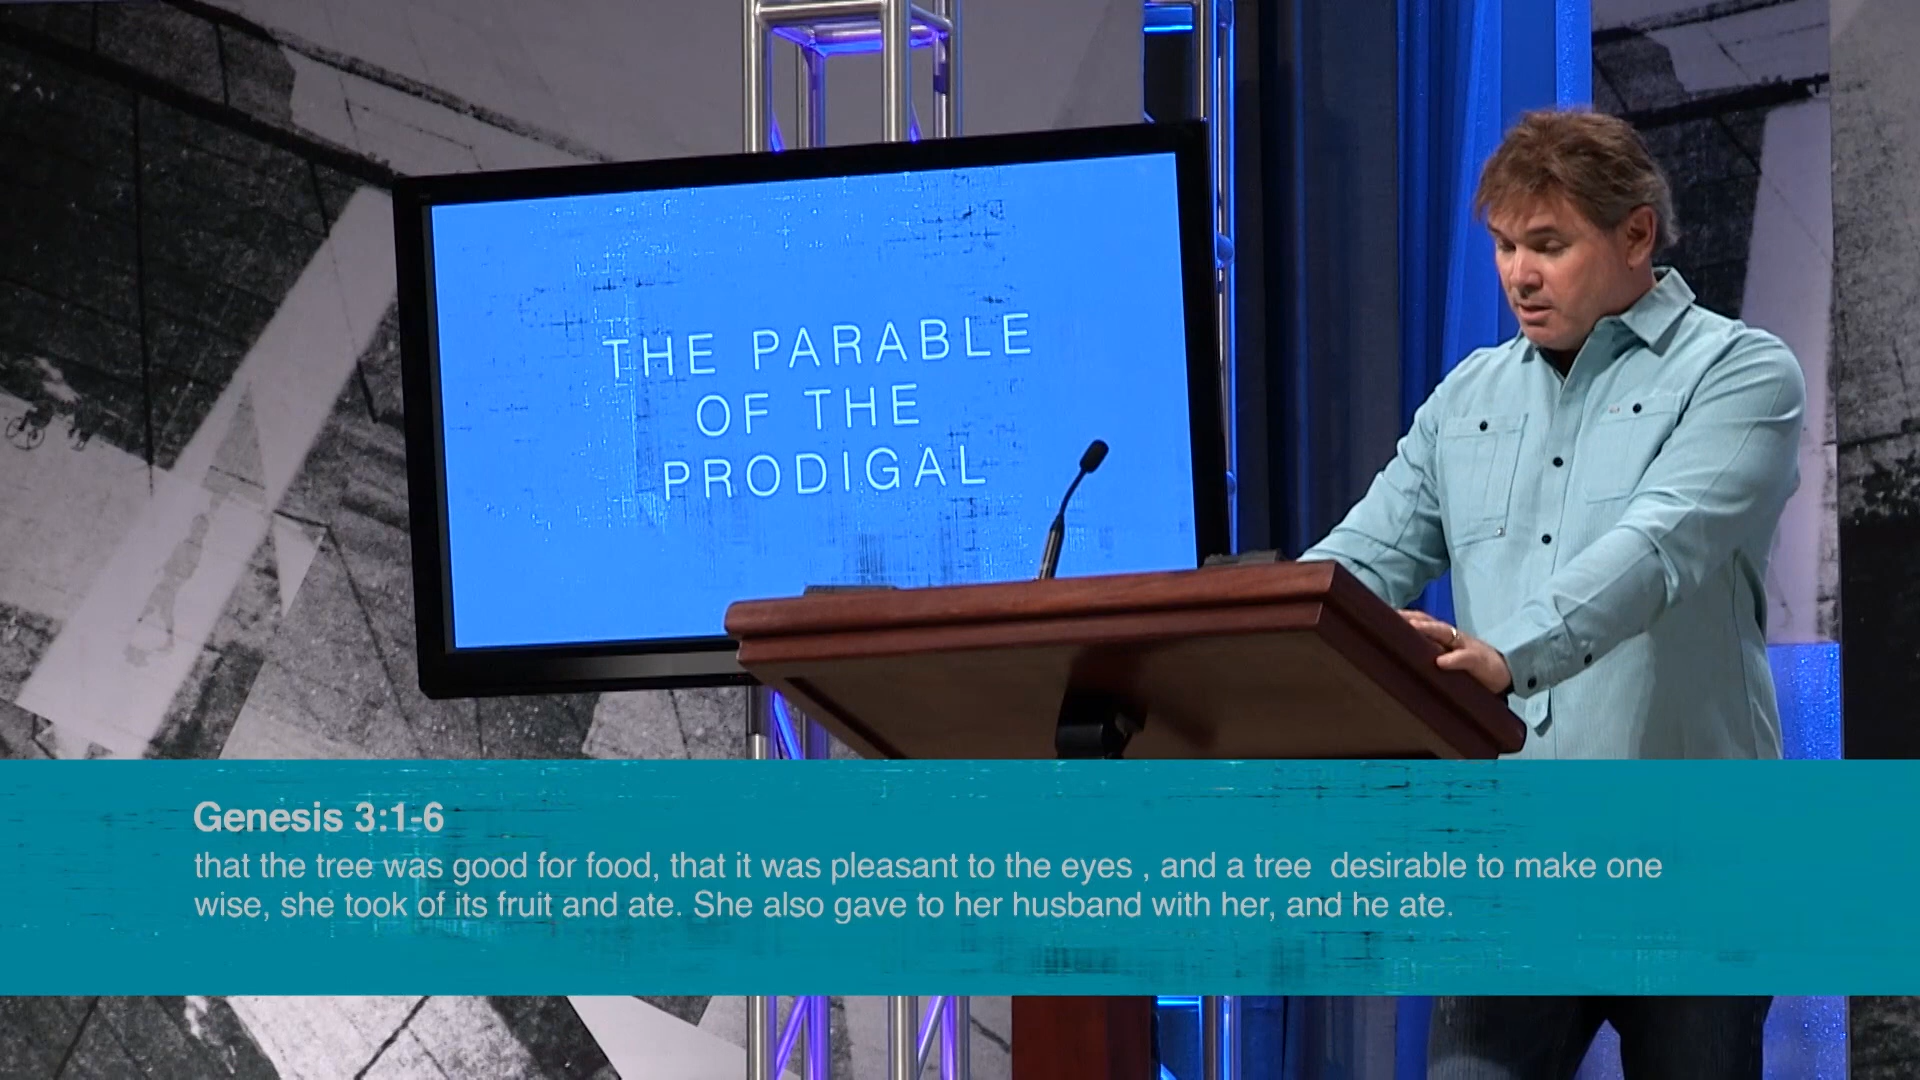 THE PARABLE
OF THE
PRODIGAL
Genesis 3:1-6
that the tree was good for food, that it was pleasant to the eyes , and a tree  desirable to make one
wise, she took of its fruit and ate. She also gave to her husband with her, and he ate.